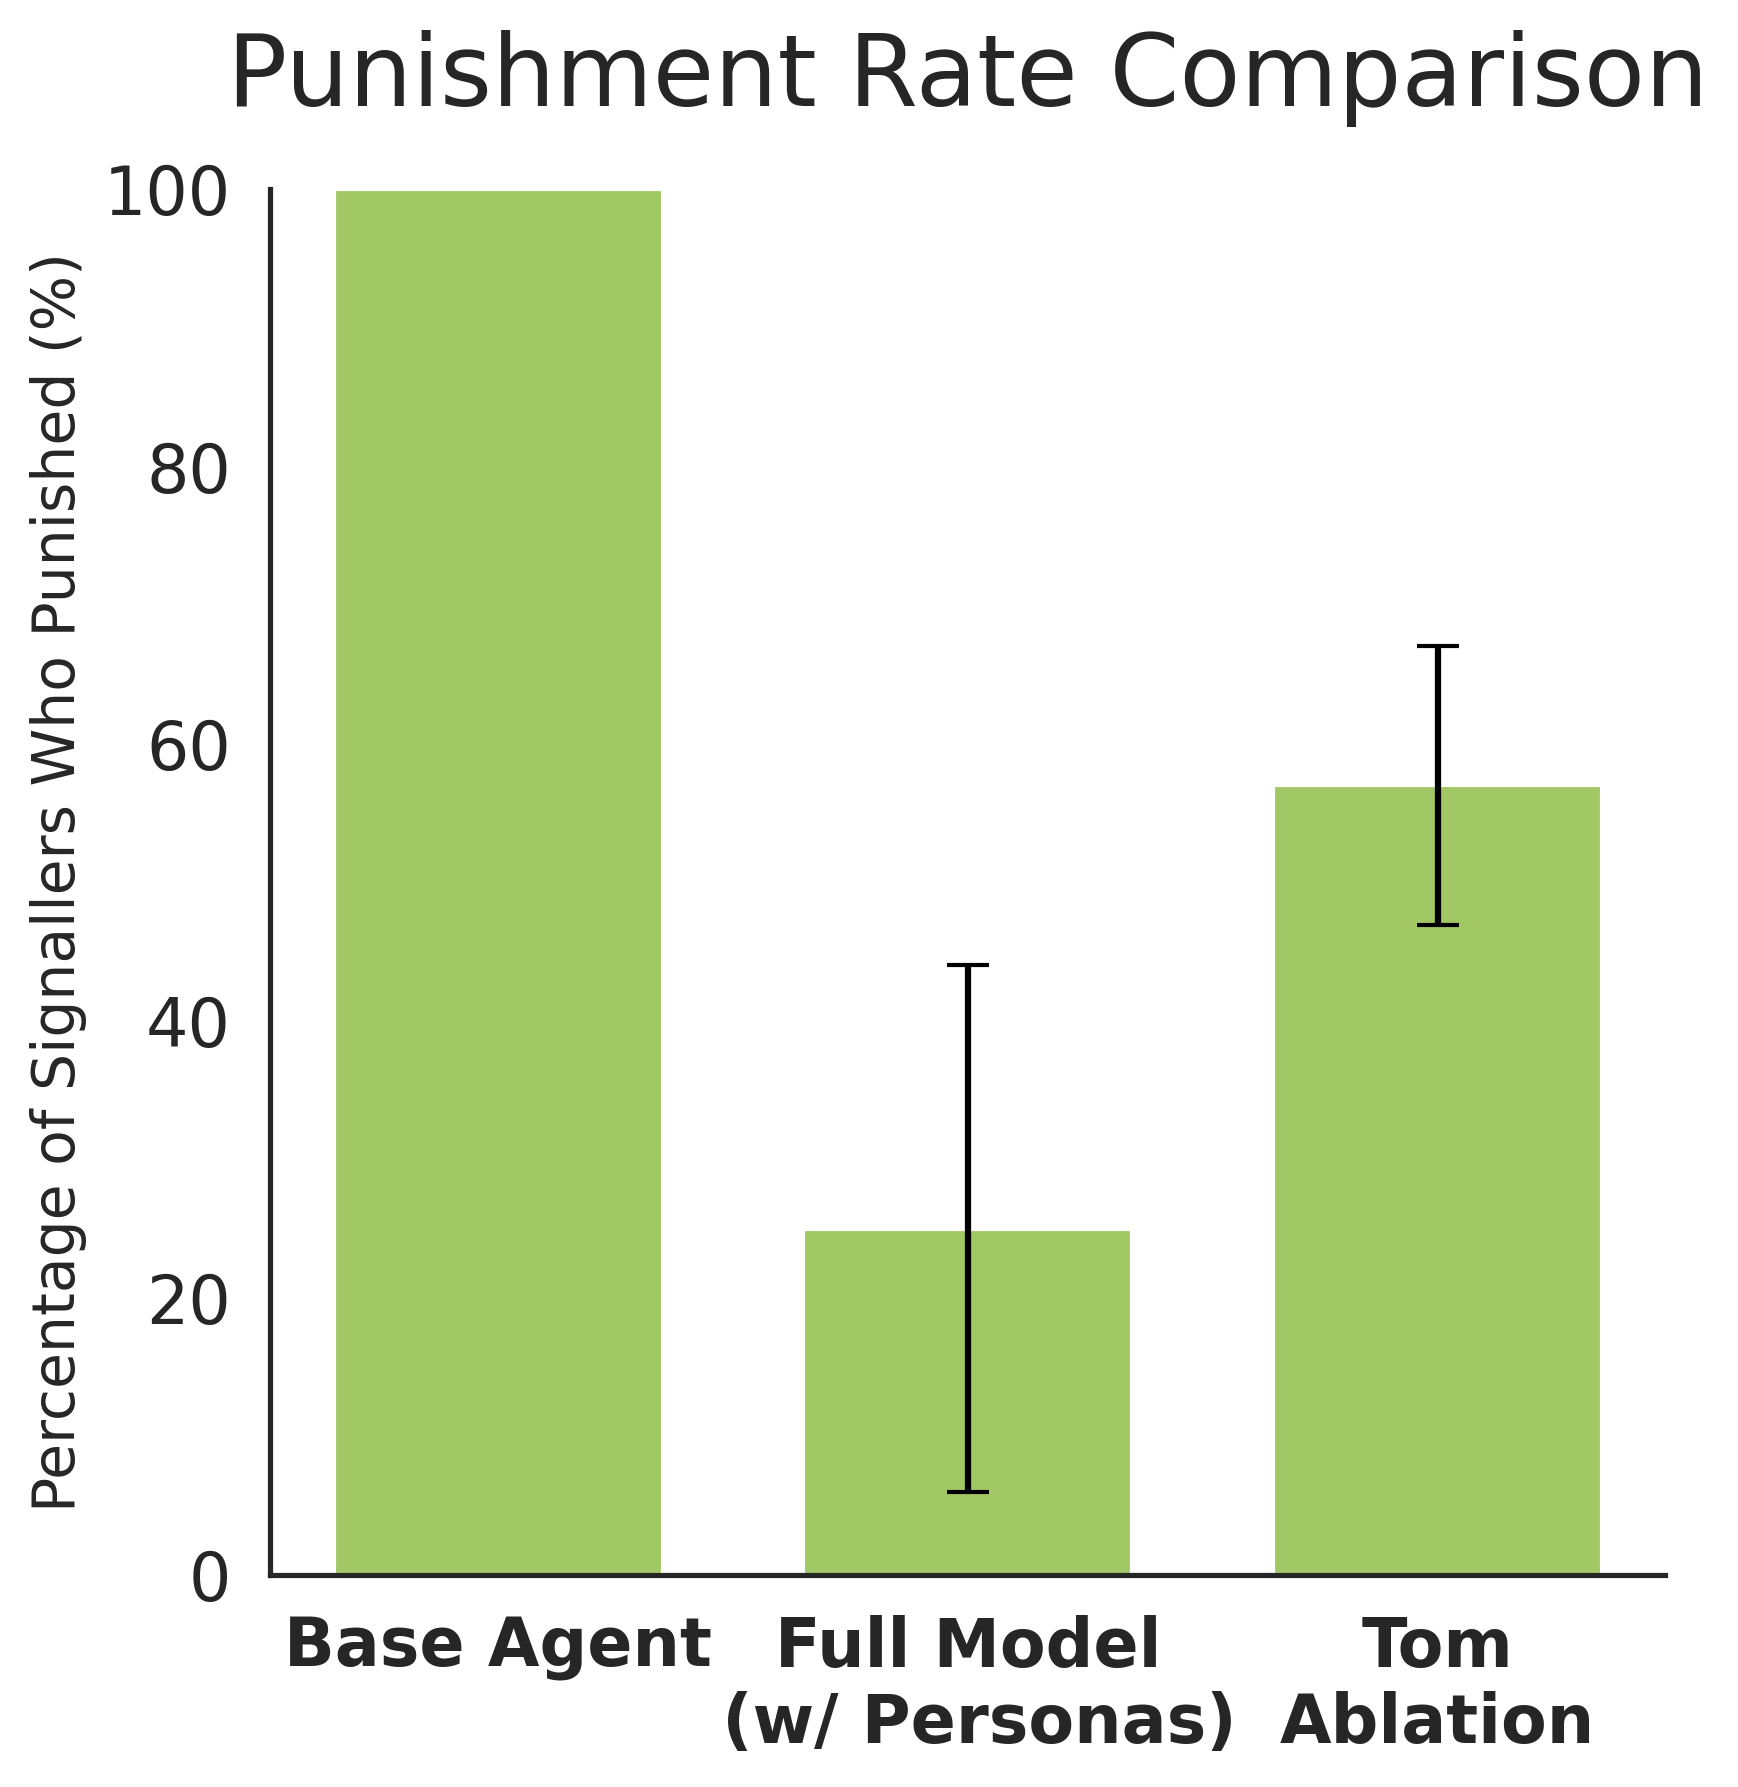 Punishment Rate Comparison
Percentage of Signallers Who Punished (%)
100
80
60
40
20
0
Base Agent
Full Model
(w/ Personas)
Tom
Ablation